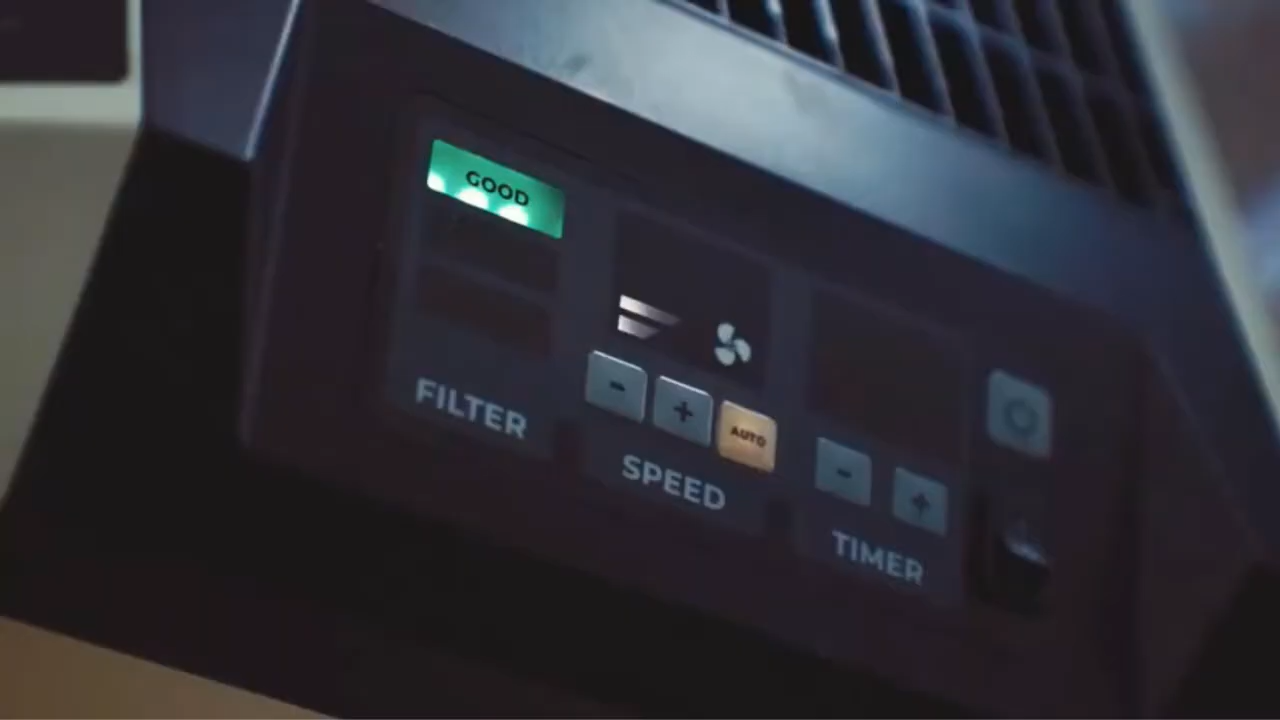 GOOD
FILTER
- + AUTO
SPEED
- +
TIMER